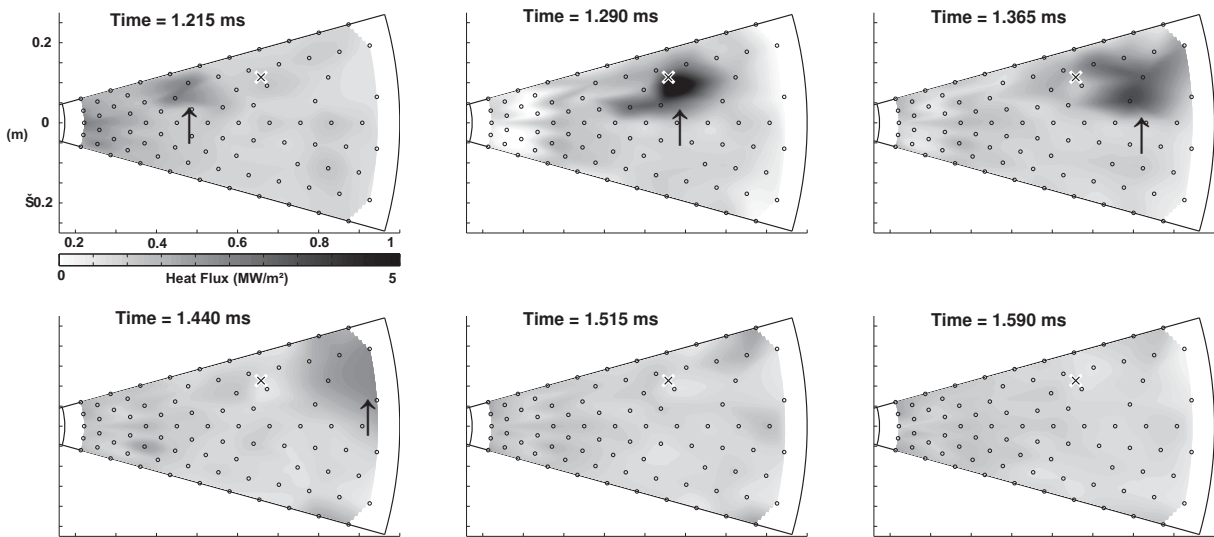 Time = 1.215 ms
Time = 1.290 ms
Time = 1.365 ms
0.2
0
(m)
Š0.2
0.2 0.4 0.6 0.8 1
0 Heat Flux (MW/m²) 5
Time = 1.440 ms
Time = 1.515 ms
Time = 1.590 ms